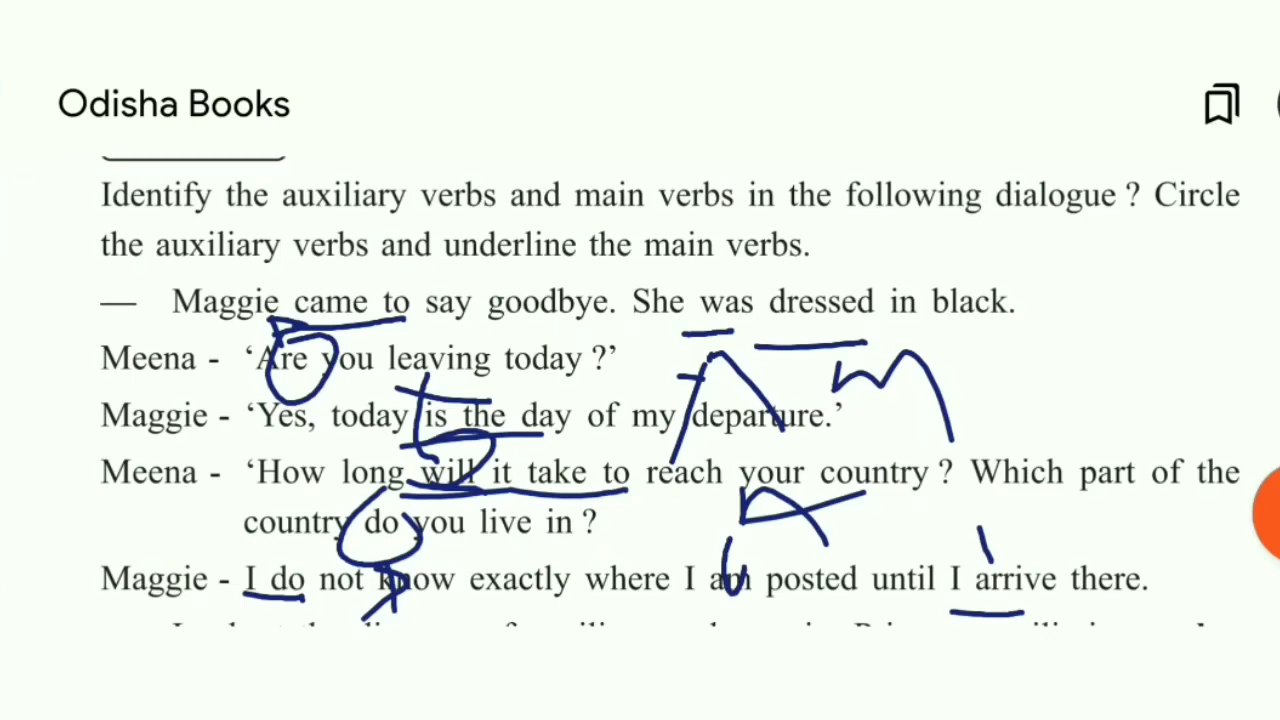 Odisha Books
Identify the auxiliary verbs and main verbs in the following dialogue ? Circle
the auxiliary verbs and underline the main verbs.
— Maggie came to say goodbye. She was dressed in black.
Meena - ‘Are you leaving today ?’
Maggie - ‘Yes, today is the day of my departure.’
Meena - ‘How long will it take to reach your country ? Which part of the
country do you live in ?
Maggie - I do not know exactly where I am posted until I arrive there.